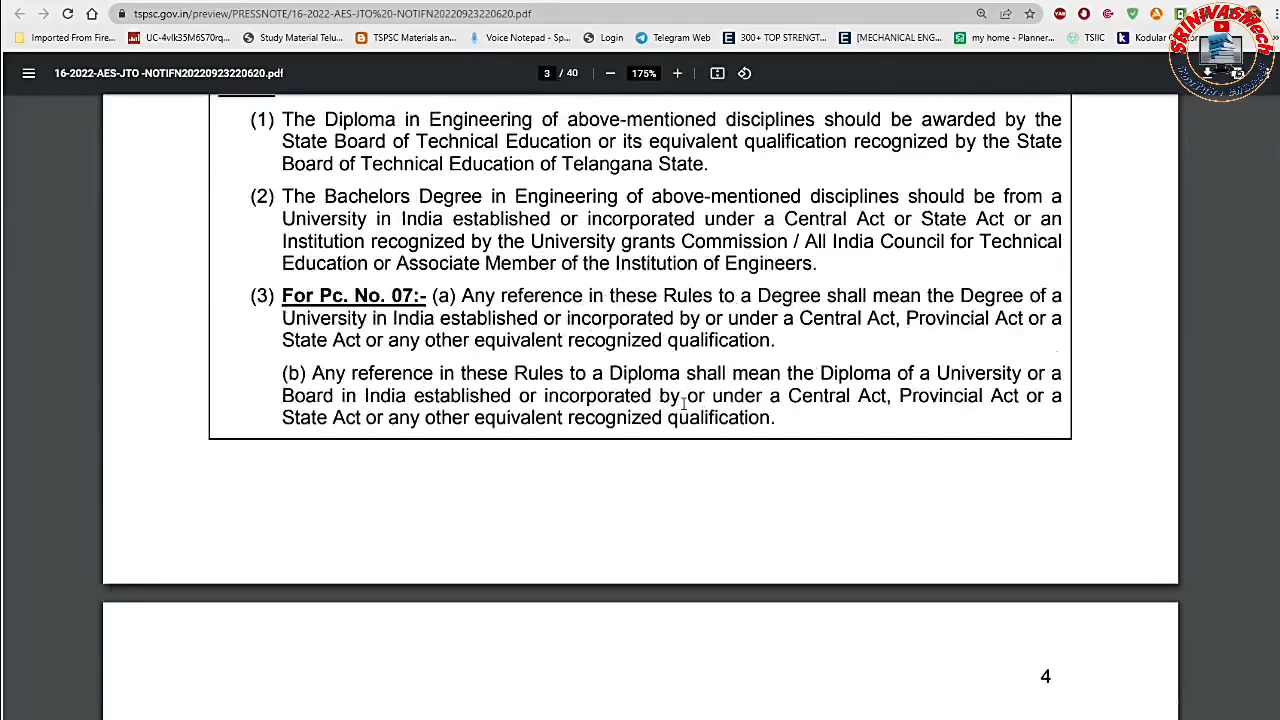 tspsc.gov.in/preview/PRESSNOTE/16-2022-AES-JTO%20-NOTIFN20220923220620.pdf
Imported From Fire... UC-4vlk35M6S70rq... Study Material Telu... TSPSC Materials an... Voice Notepad - Sp... Login Telegram Web 300+ TOP STRENGT... [MECHANICAL ENG... my home - Planner... TSIIC Kodular C
SRINIVASMech
16-2022-AES-JTO -NOTIFN20220923220620.pdf 3 / 40 175%
(1) The Diploma in Engineering of above-mentioned disciplines should be awarded by the
State Board of Technical Education or its equivalent qualification recognized by the State
Board of Technical Education of Telangana State.
(2) The Bachelors Degree in Engineering of above-mentioned disciplines should be from a
University in India established or incorporated under a Central Act or State Act or an
Institution recognized by the University grants Commission / All India Council for Technical
Education or Associate Member of the Institution of Engineers.
(3) For Pc. No. 07:- (a) Any reference in these Rules to a Degree shall mean the Degree of a
University in India established or incorporated by or under a Central Act, Provincial Act or a
State Act or any other equivalent recognized qualification.
(b) Any reference in these Rules to a Diploma shall mean the Diploma of a University or a
Board in India established or incorporated by or under a Central Act, Provincial Act or a
State Act or any other equivalent recognized qualification.
4